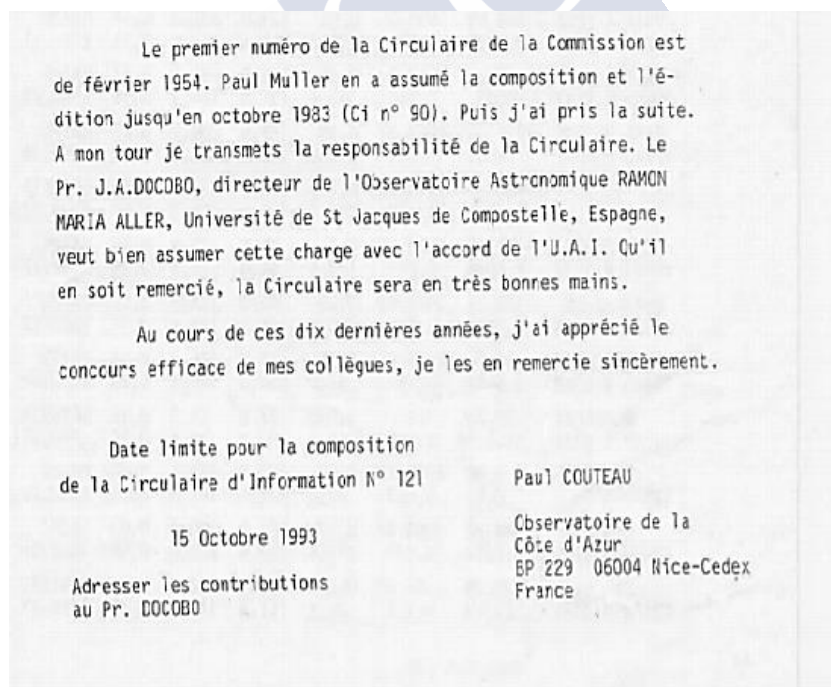 Le premier numéro de la Circulaire de la Commission est
de février 1954. Paul Muller en a assumé la composition et l'é-
dition jusqu'en octobre 1983 (Ci n° 90). Puis j'ai pris la suite.
A mon tour je transmets la responsabilité de la Circulaire. Le
Pr. J.A.DOCOBO, directeur de l'Observatoire Astronomique RAMON
MARIA ALLER, Université de St Jacques de Compostelle, Espagne,
veut bien assumer cette charge avec l'accord de l'U.A.I. Qu'il
en soit remercié, la Circulaire sera en très bonnes mains.
Au cours de ces dix dernières années, j'ai apprécié le
concours efficace de mes collègues, je les en remercie sincèrement.
Date limite pour la composition
de la Circulaire d'Information N° 121
15 Octobre 1993
Adresser les contributions
au Pr. DOCOBO
Paul COUTEAU
Observatoire de la
Côte d'Azur
BP 229 06004 Nice-Cedex
France